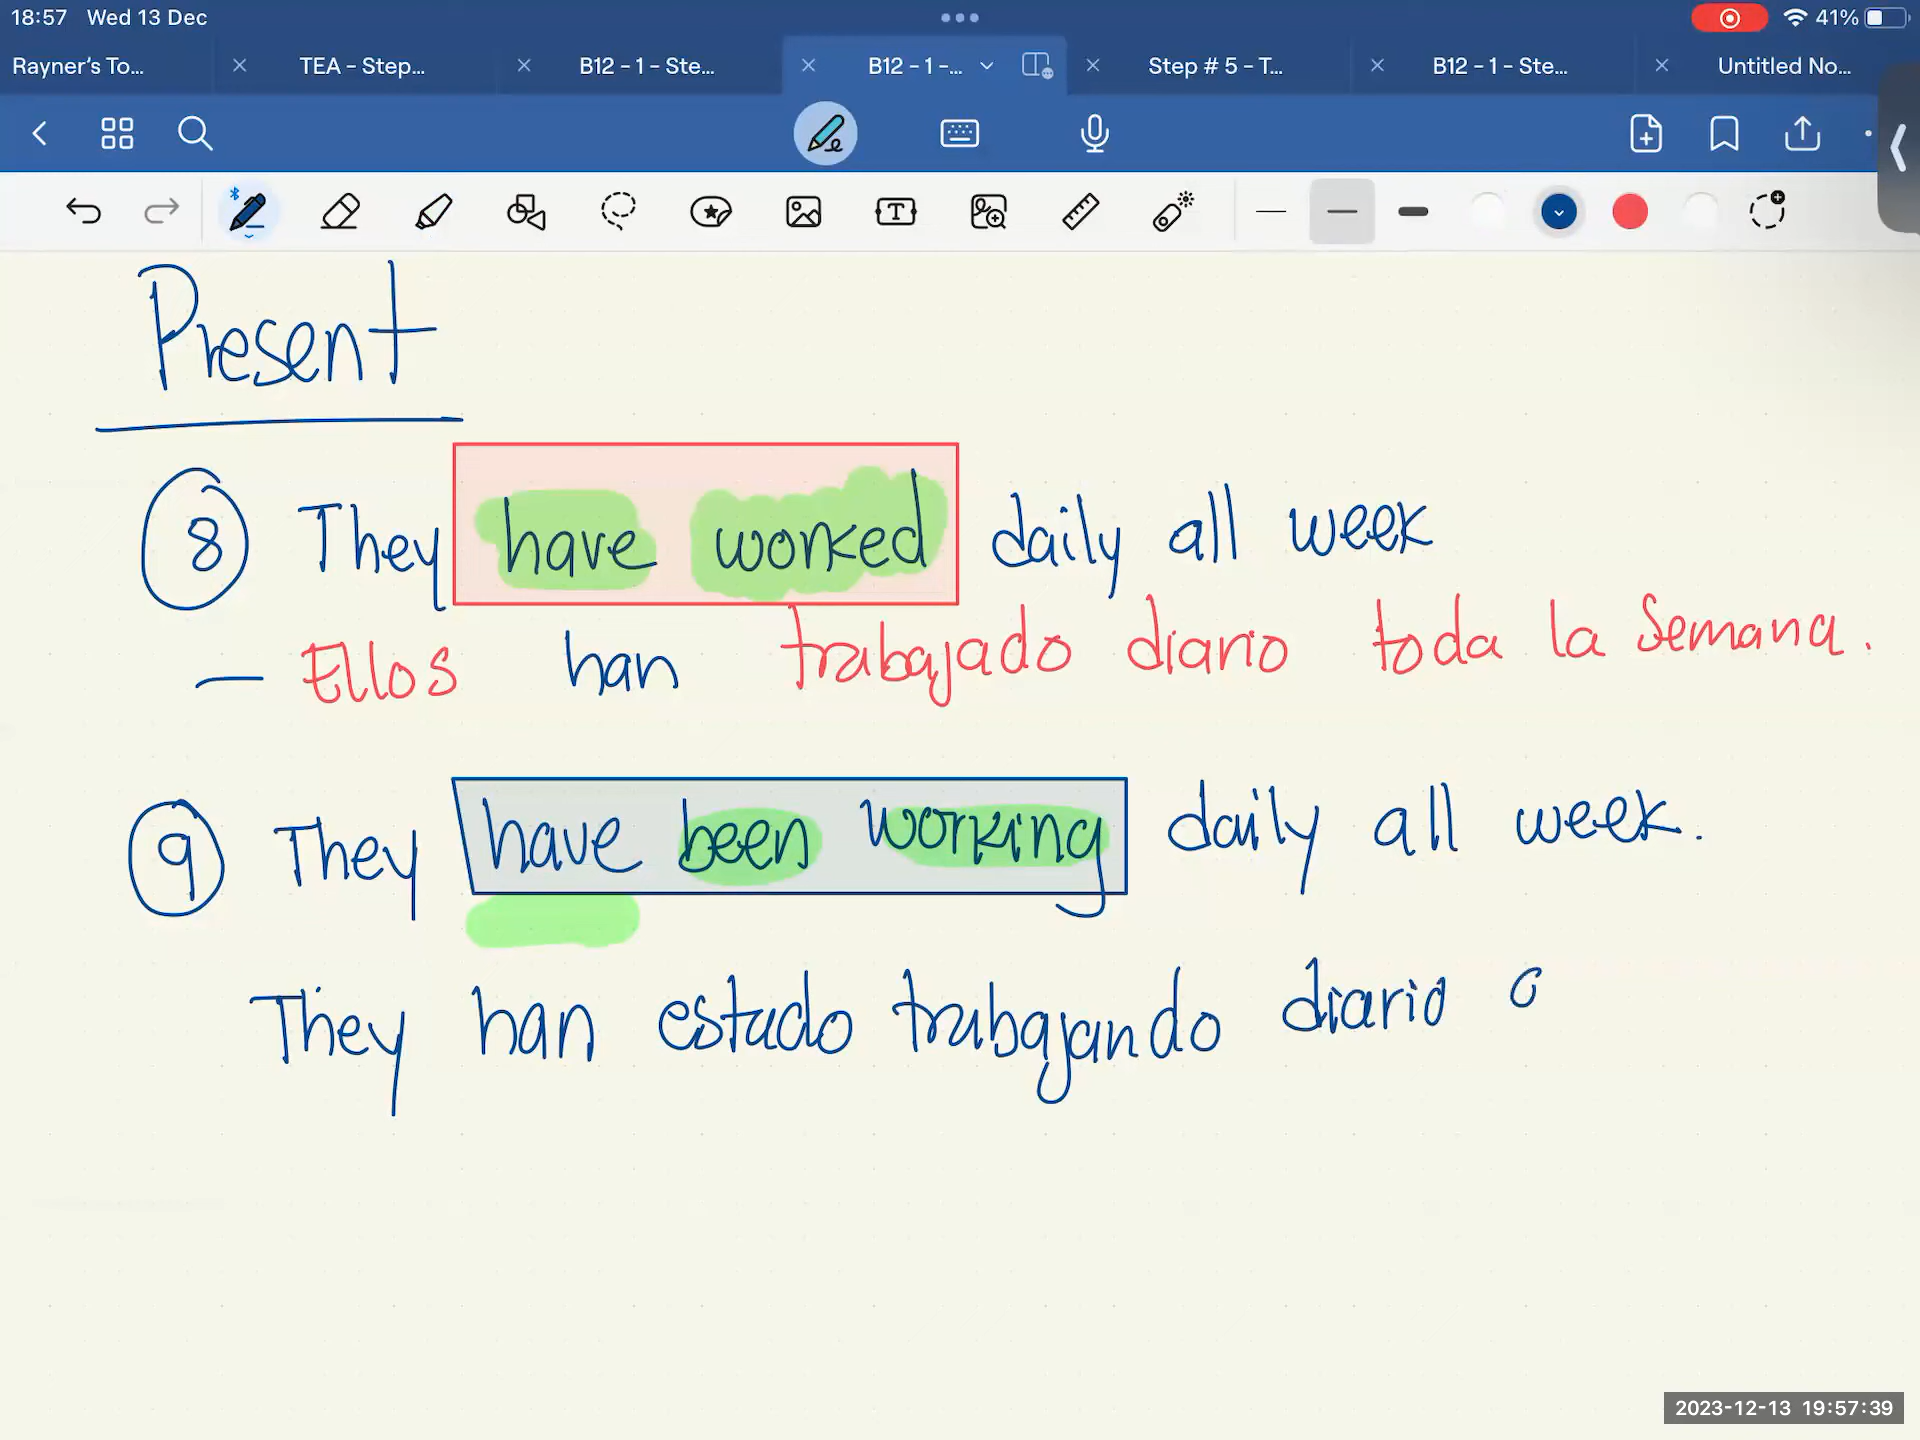 18:57 Wed 13 Dec 41%
Rayner's To... TEA - Step... B12 - 1 - Ste... B12 - 1 -... Step # 5 - T... B12 - 1 - Ste... Untitled No...
Present
8 They have worked daily all week
— Ellos han trabajado diario toda la semana.
9 They have been working daily all week.
They han estado trabajando diario
2023-12-13 19:57:39